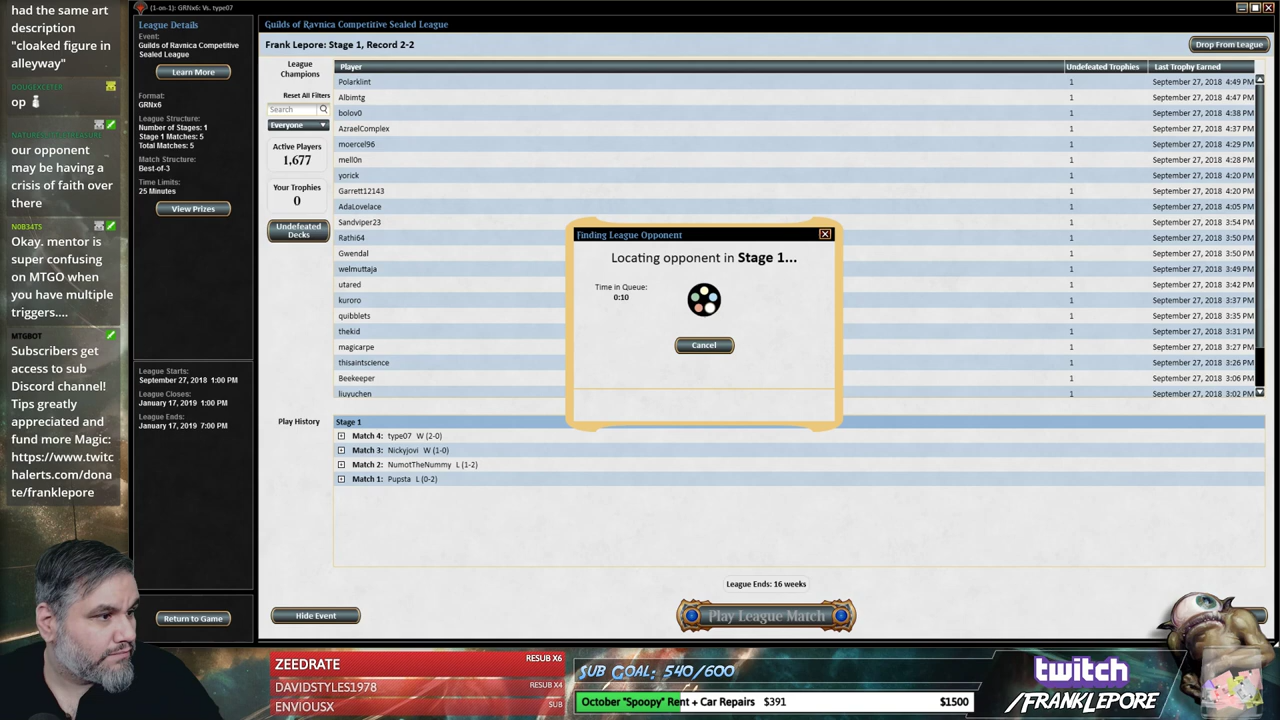 had the same art
description
"cloaked figure in
alleyway"
DOUGEXCETER
op
our opponent
may be having a
crisis of faith over
there
N0B34TS
Okay. mentor is
super confusing
on MTGO when
you have multiple
triggers....
MTGBOT
Subscribers get
access to sub
Discord channel!
Tips greatly
appreciated and
fund more Magic:
https://www.twitc
halerts.com/dona
te/franklepore
(1-on-1): GRNx6: Vs. type07
League Details
Event:
Guilds of Ravnica Competitive
Sealed League
Learn More
Format:
GRNx6
League Structure:
Number of Stages: 1
Stage 1 Matches: 5
Total Matches: 5
Match Structure:
Best-of-3
Time Limits:
25 Minutes
View Prizes
League Starts:
September 27, 2018 1:00 PM
League Closes:
January 17, 2019 1:00 PM
League Ends:
January 17, 2019 7:00 PM
Return to Game
Guilds of Ravnica Competitive Sealed League
Frank Lepore: Stage 1, Record 2-2
Drop From League
League
Champions
Reset All Filters
Search
Everyone
Active Players
1,677
Your Trophies
0
Undefeated
Decks
Player Undefeated Trophies Last Trophy Earned
Polarklint 1 September 27, 2018 4:49 PM
Albimtg 1 September 27, 2018 4:47 PM
bolov0 1 September 27, 2018 4:38 PM
AzraelComplex 1 September 27, 2018 4:37 PM
moercel96 1 September 27, 2018 4:29 PM
mell0n 1 September 27, 2018 4:28 PM
yorick 1 September 27, 2018 4:20 PM
Garrett12143 1 September 27, 2018 4:20 PM
AdaLovelace 1 September 27, 2018 4:05 PM
Sandviper23 1 September 27, 2018 3:54 PM
Rathi64 1 September 27, 2018 3:50 PM
Gwendal 1 September 27, 2018 3:50 PM
welmuttaja 1 September 27, 2018 3:49 PM
utared 1 September 27, 2018 3:42 PM
kuroro 1 September 27, 2018 3:37 PM
quibblets 1 September 27, 2018 3:35 PM
thekid 1 September 27, 2018 3:31 PM
magicarpe 1 September 27, 2018 3:27 PM
thisaintscience 1 September 27, 2018 3:26 PM
Beekeeper 1 September 27, 2018 3:06 PM
liuyuchen 1 September 27, 2018 3:02 PM
Finding League Opponent
Locating opponent in Stage 1...
Time in Queue:
0:10
Cancel
Play History
Stage 1
Match 4: type07 W (2-0)
Match 3: Nickyjovi W (1-0)
Match 2: NumotTheNummy L (1-2)
Match 1: Pupsta L (0-2)
League Ends: 16 weeks
Hide Event
Play League Match
ZEEDRATE RESUB X6
DAVIDSTYLES1978 RESUB X4
ENVIOUSX SUB
SUB GOAL: 540/600
October "Spoopy" Rent + Car Repairs $391 $1500
twitch
/FRANKLEPORE